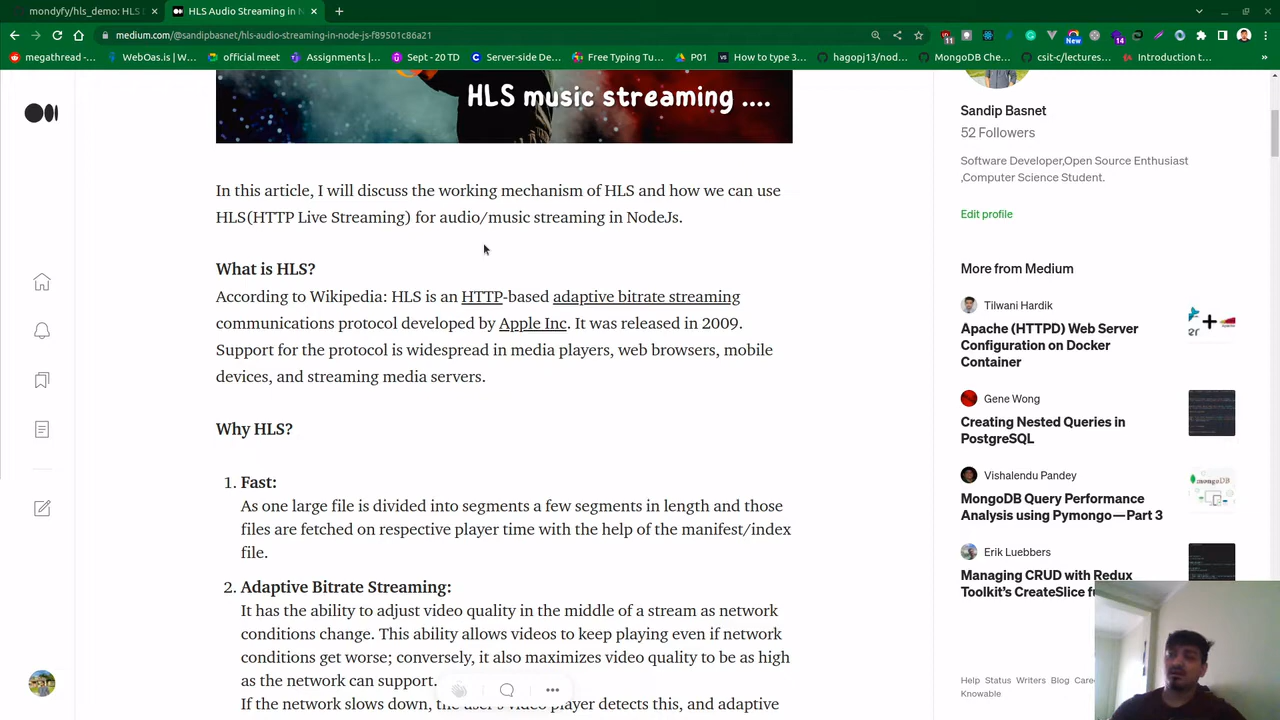 mondyfy/hls_demo: HLS
HLS Audio Streaming in N
medium.com/@sandipbasnet/hls-audio-streaming-in-node-js-f89501c86a21
megathread –...
WebOas.is | W...
official meet
Assignments |...
Sept - 20 TD
Server-side De...
Free Typing Tu...
P01
How to type 3...
hagopj13/nod...
MongoDB Che...
csit-c/lectures...
Introduction t...
11
New
14
HLS music streaming ....
In this article, I will discuss the working mechanism of HLS and how we can use
HLS(HTTP Live Streaming) for audio/music streaming in NodeJs.
What is HLS?
According to Wikipedia: HLS is an HTTP-based adaptive bitrate streaming
communications protocol developed by Apple Inc. It was released in 2009.
Support for the protocol is widespread in media players, web browsers, mobile
devices, and streaming media servers.
Why HLS?
1. Fast:
As one large file is divided into segments a few segments in length and those
files are fetched on respective player time with the help of the manifest/index
file.
2. Adaptive Bitrate Streaming:
It has the ability to adjust video quality in the middle of a stream as network
conditions change. This ability allows videos to keep playing even if network
conditions get worse; conversely, it also maximizes video quality to be as high
as the network can support.
If the network slows down, the user's video player detects this, and adaptive
Sandip Basnet
52 Followers
Software Developer,Open Source Enthusiast
,Computer Science Student.
Edit profile
More from Medium
Tilwani Hardik
Apache (HTTPD) Web Server
Configuration on Docker
Container
Gene Wong
Creating Nested Queries in
PostgreSQL
Vishalendu Pandey
MongoDB Query Performance
Analysis using Pymongo — Part 3
mongoDB
Erik Luebbers
Managing CRUD with Redux
Toolkit's CreateSlice fu
Help Status Writers Blog Care
Knowable